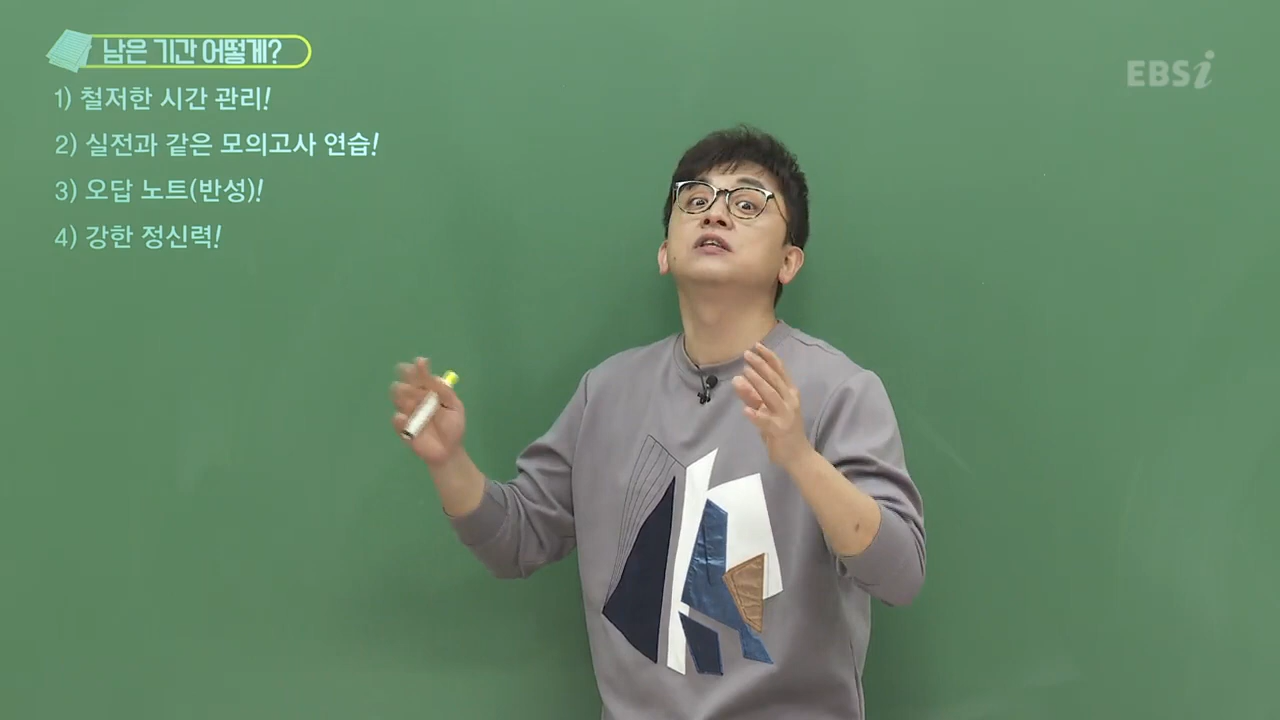 남은 기간 어떻게?
EBSi
1) 철저한 시간 관리!
2) 실전과 같은 모의고사 연습!
3) 오답 노트(반성)!
4) 강한 정신력!